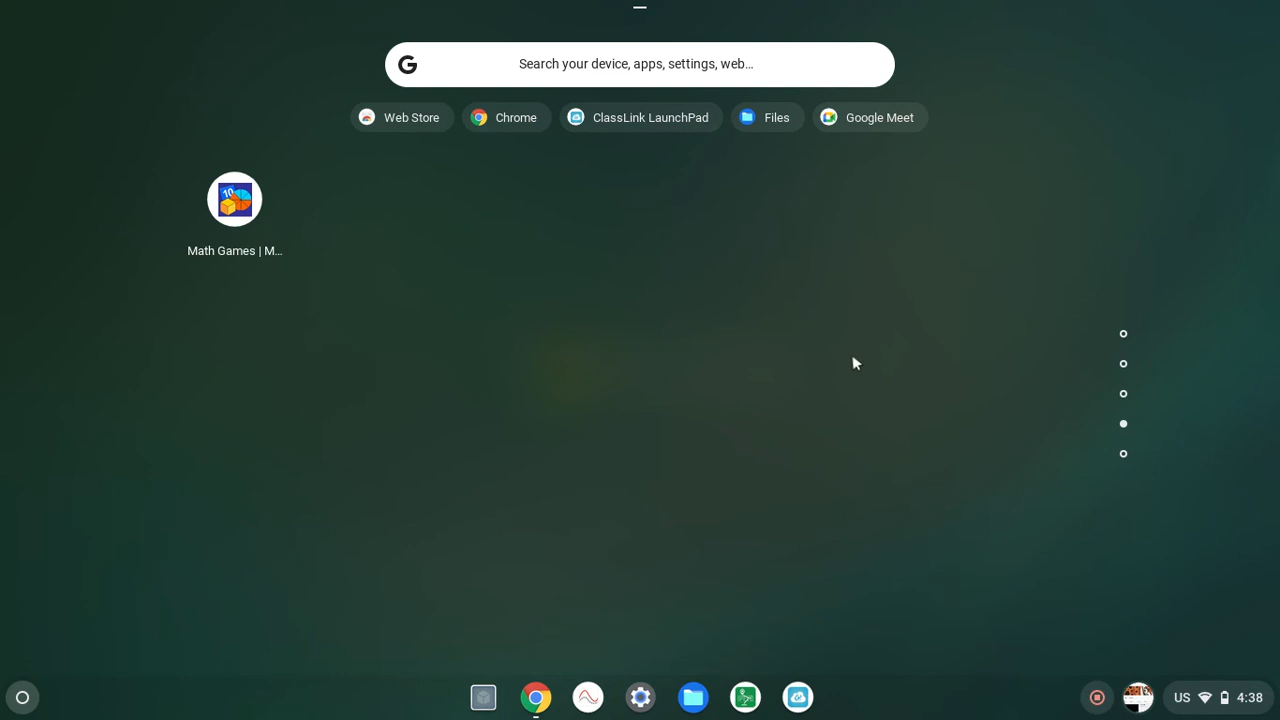 Search your device, apps, settings, web...
Web Store
Chrome
ClassLink LaunchPad
Files
Google Meet
10
Math Games | M...
US
4:38